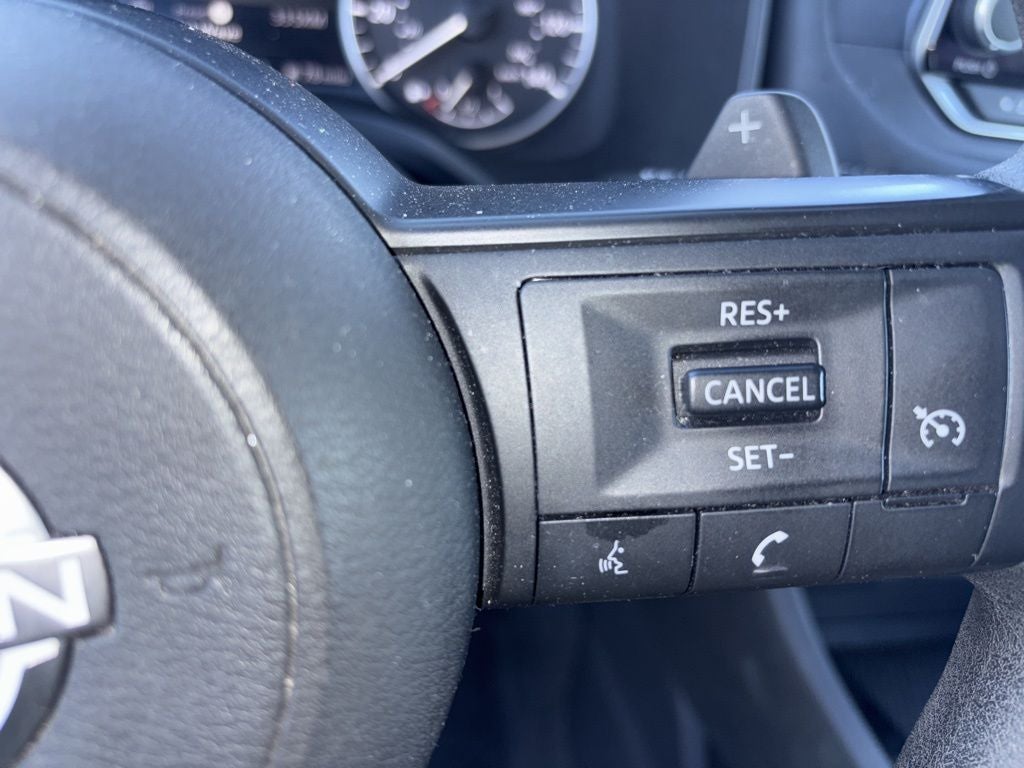 +
RES+
CANCEL
SET-
N